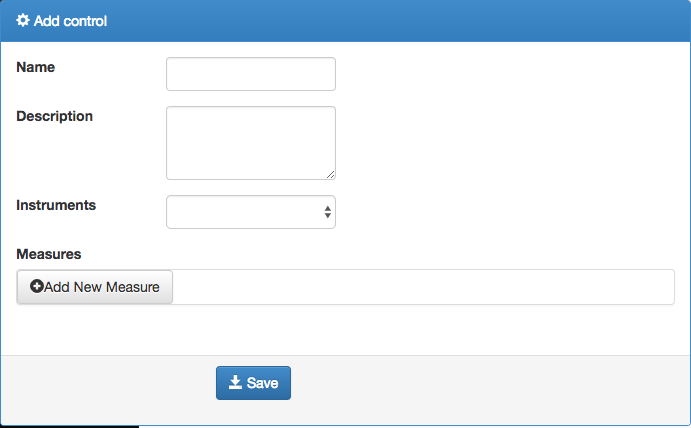 Add control
Name
Description
Instruments
Measures
Add New Measure
Save